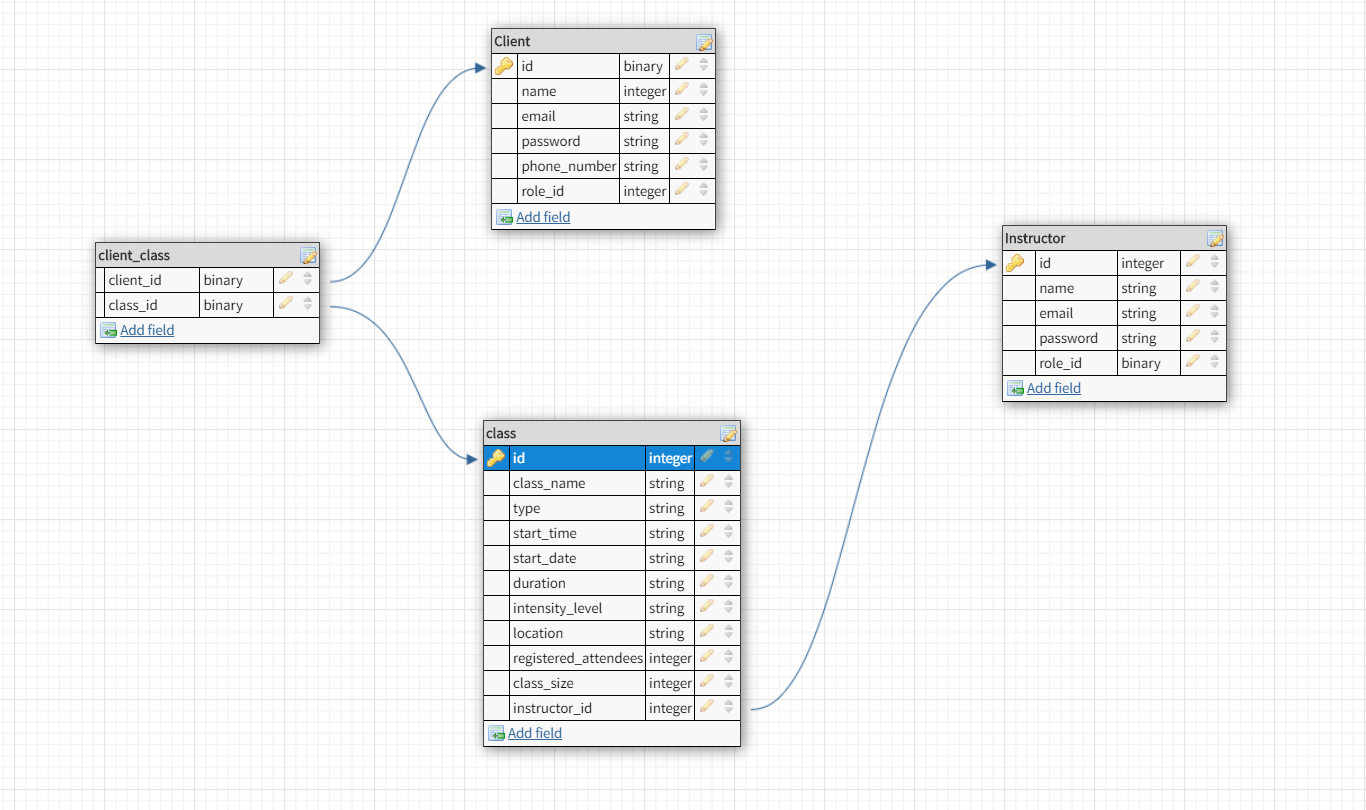 Client
id binary
name integer
email string
password string
phone_number string
role_id integer
Add field
client_class
client_id binary
class_id binary
Add field
Instructor
id integer
name string
email string
password string
role_id binary
Add field
class
id integer
class_name string
type string
start_time string
start_date string
duration string
intensity_level string
location string
registered_attendees integer
class_size integer
instructor_id integer
Add field